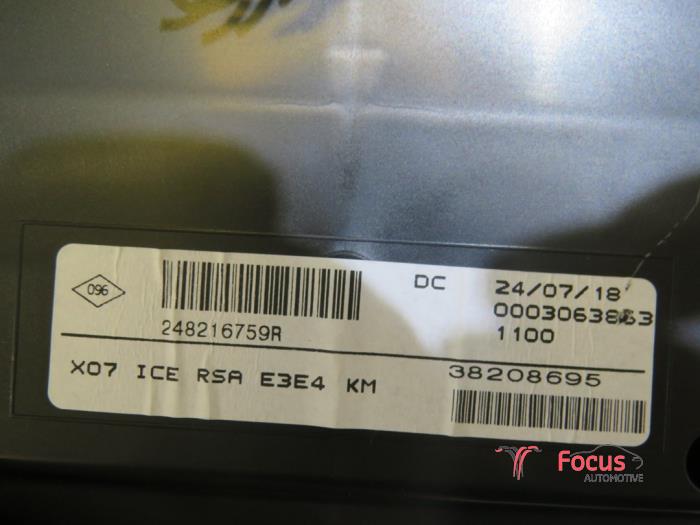 096
DC 24/07/18
248216759R
1100
X07 ICE RSA E3E4 KM
38208695
Focus
AUTOMOTIVE